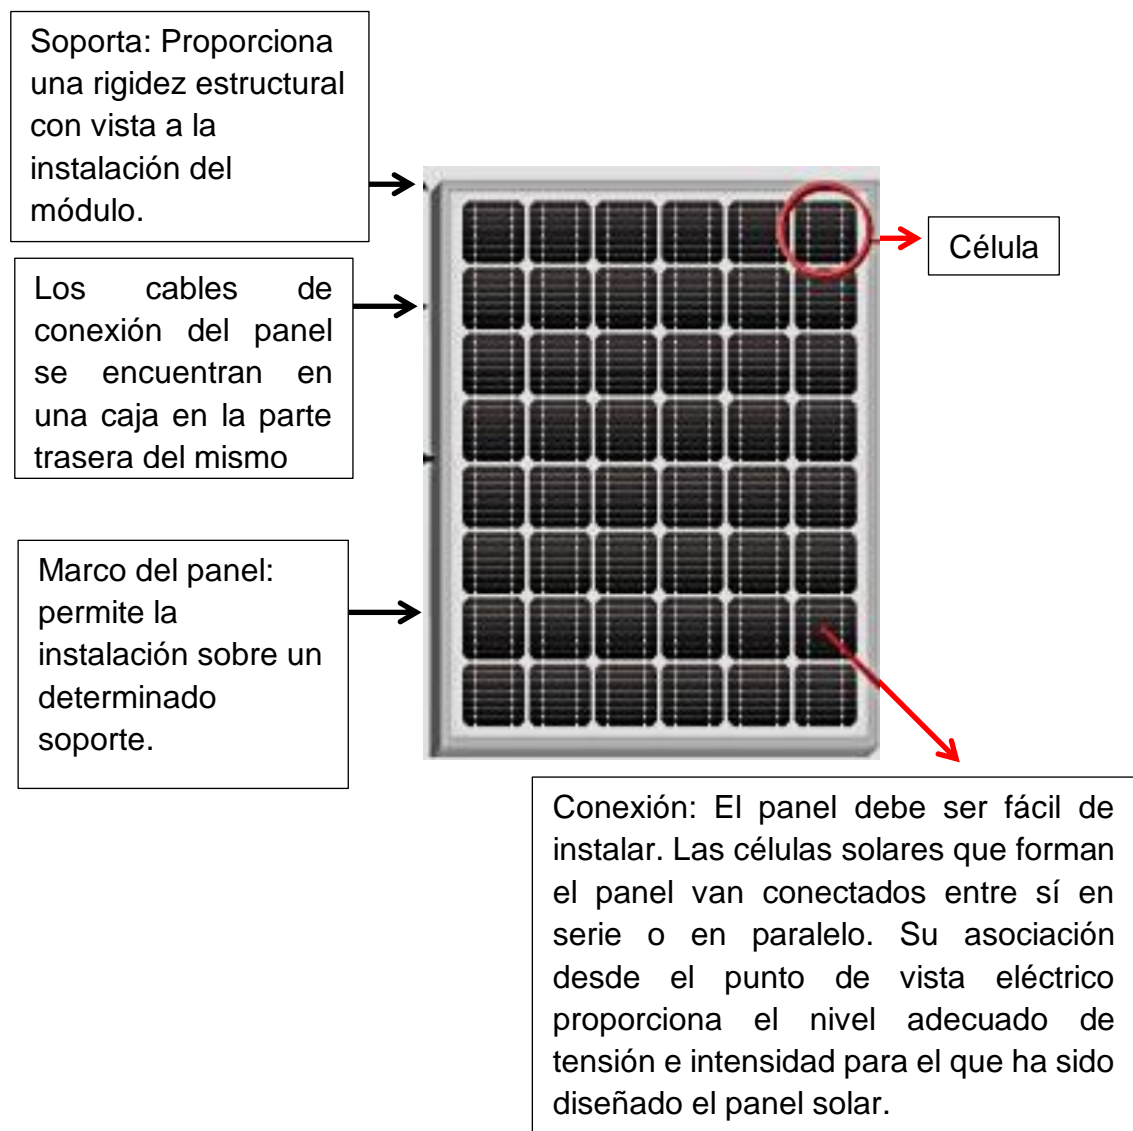 Soporta: Proporciona
una rigidez estructural
con vista a la
instalación del
módulo.
Célula
Los cables de
conexión del panel
se encuentran en
una caja en la parte
trasera del mismo
Marco del panel:
permite la
instalación sobre un
determinado
soporte.
Conexión: El panel debe ser fácil de
instalar. Las células solares que forman
el panel van conectados entre sí en
serie o en paralelo. Su asociación
desde el punto de vista eléctrico
proporciona el nivel adecuado de
tensión e intensidad para el que ha sido
diseñado el panel solar.